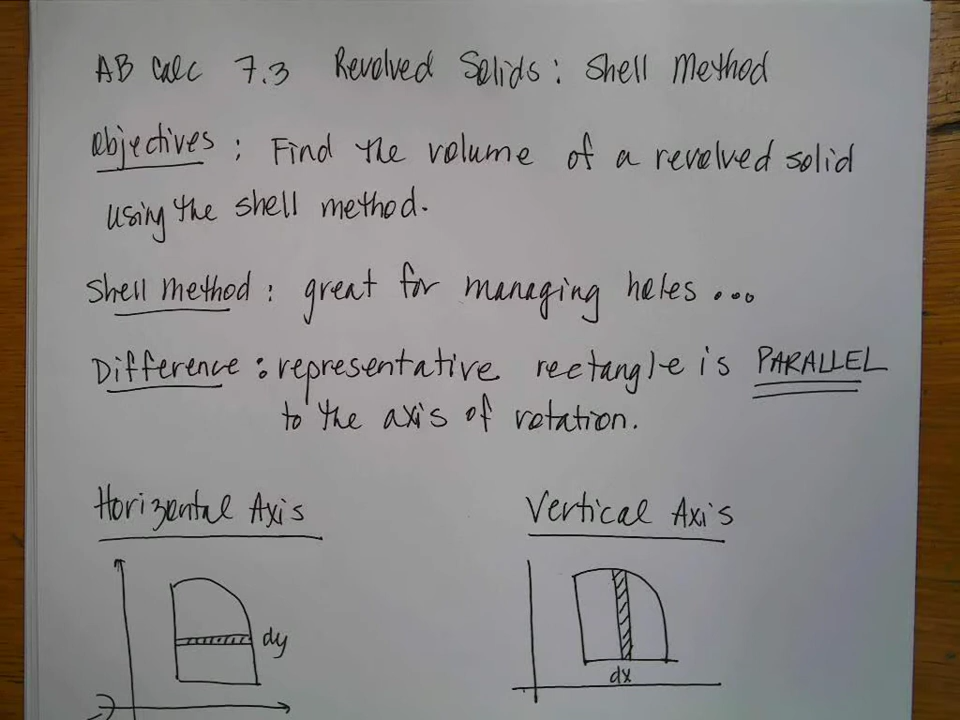 AB Calc 7.3 Revolved Solids: Shell Method
Objectives: Find the volume of a revolved solid
using the shell method.
Shell method: great for managing holes...
Difference: representative rectangle is PARALLEL
to the axis of rotation.
Horizontal Axis
Vertical Axis
dy
dx